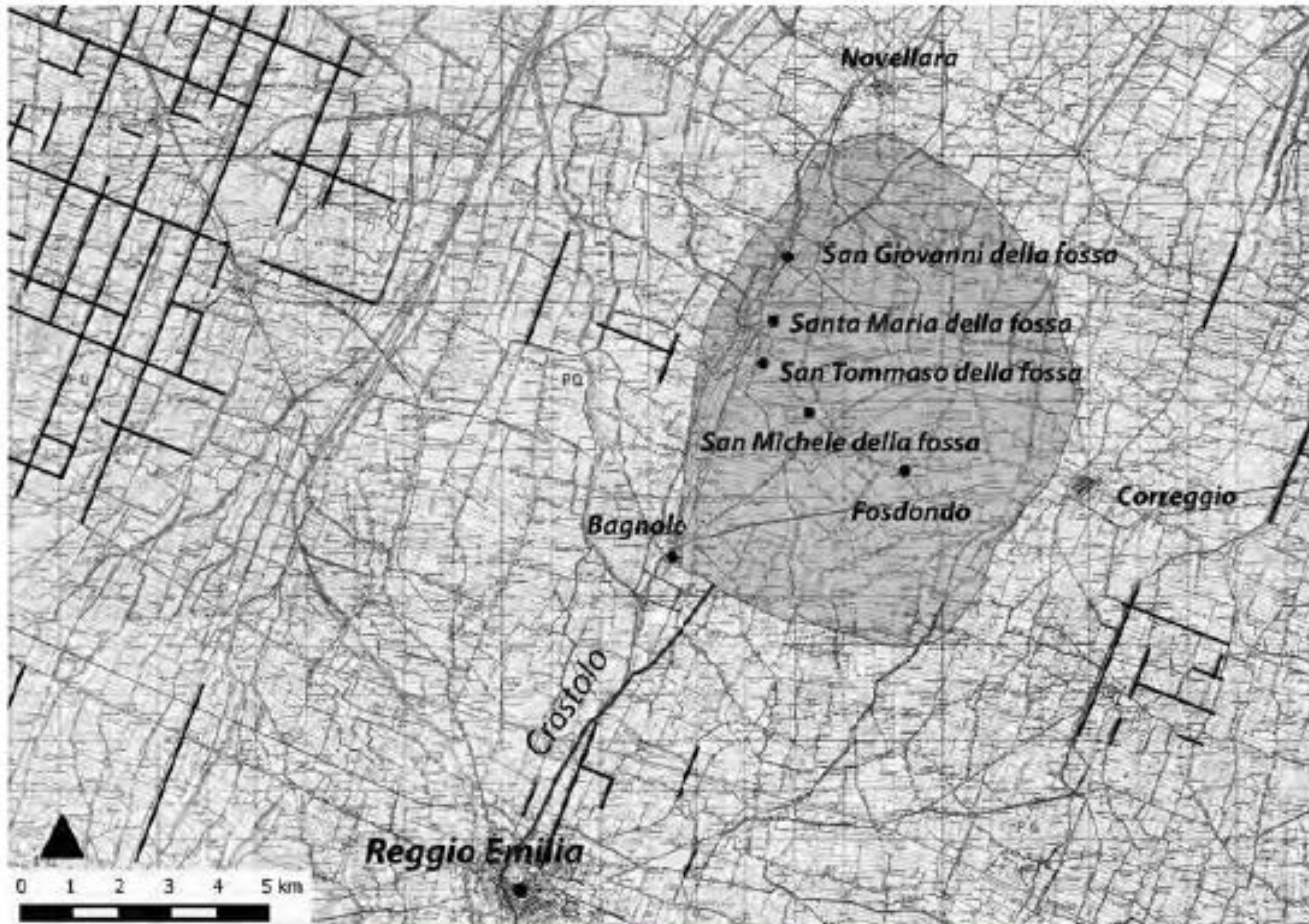 Novellara
San Giovanni della fossa
Santa Maria della fossa
San Tommaso della fossa
San Michele della fossa
Fosdondo
Correggio
Bagnolo
Crostolo
Reggio Emilia
0 1 2 3 4 5 km